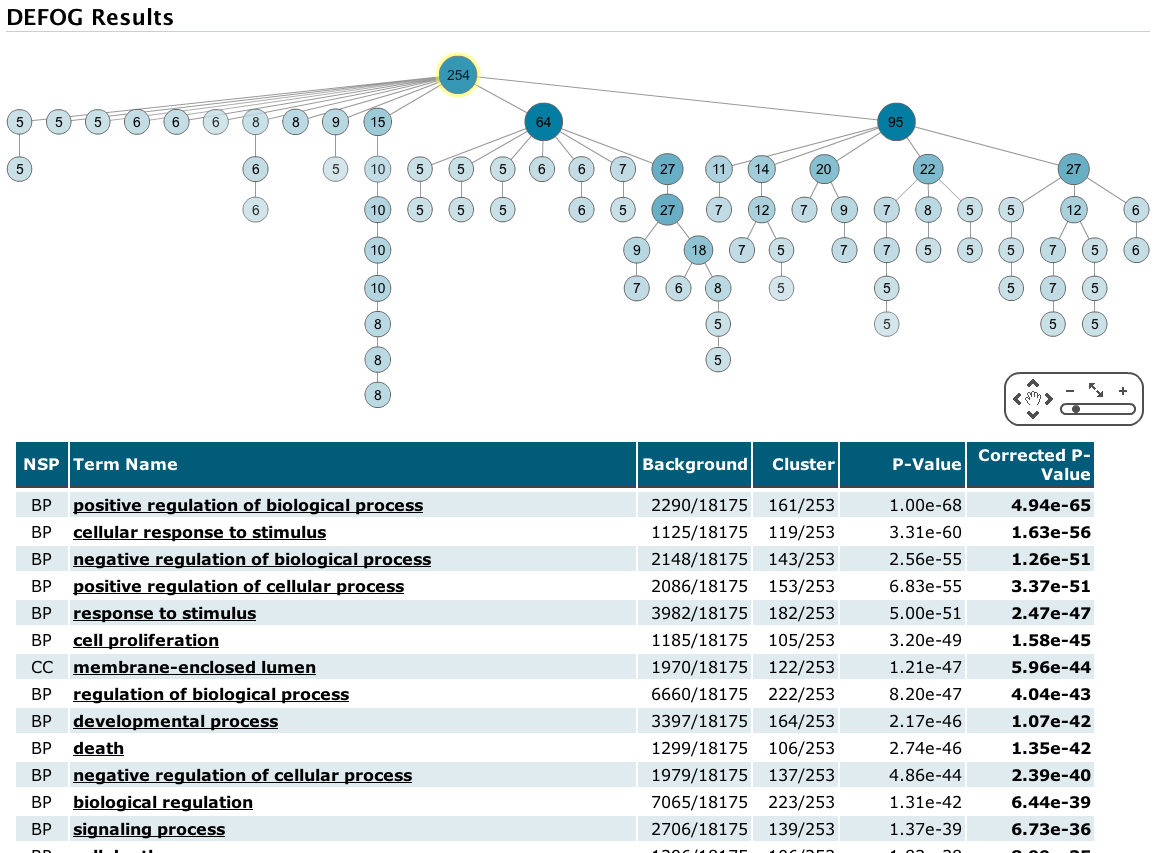 DEFOG Results
254
5 5 5 6 6 6 8 8 9 15 64 95
5 6 5 10 5 5 5 6 6 7 27 11 14 20 22 27
6 10 5 5 5 6 5 27 7 12 7 9 7 8 5 5 12 6
10 9 18 7 5 7 7 5 5 5 7 5 6
10 7 6 8 5 5 5 7 5
8 5 5 5 5
8 5
8
− +
NSP Term Name Background Cluster P-Value Corrected P-
Value
BP positive regulation of biological process 2290/18175 161/253 1.00e-68 4.94e-65
BP cellular response to stimulus 1125/18175 119/253 3.31e-60 1.63e-56
BP negative regulation of biological process 2148/18175 143/253 2.56e-55 1.26e-51
BP positive regulation of cellular process 2086/18175 153/253 6.83e-55 3.37e-51
BP response to stimulus 3982/18175 182/253 5.00e-51 2.47e-47
BP cell proliferation 1185/18175 105/253 3.20e-49 1.58e-45
CC membrane-enclosed lumen 1970/18175 122/253 1.21e-47 5.96e-44
BP regulation of biological process 6660/18175 222/253 8.20e-47 4.04e-43
BP developmental process 3397/18175 164/253 2.17e-46 1.07e-42
BP death 1299/18175 106/253 2.74e-46 1.35e-42
BP negative regulation of cellular process 1979/18175 137/253 4.86e-44 2.39e-40
BP biological regulation 7065/18175 223/253 1.31e-42 6.44e-39
BP signaling process 2706/18175 139/253 1.37e-39 6.73e-36